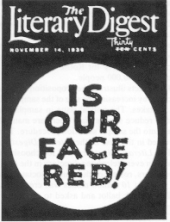 The
Literary Digest
Thirty
NOVEMBER 14, 1936 CENTS
IS
OUR
FACE
RED!